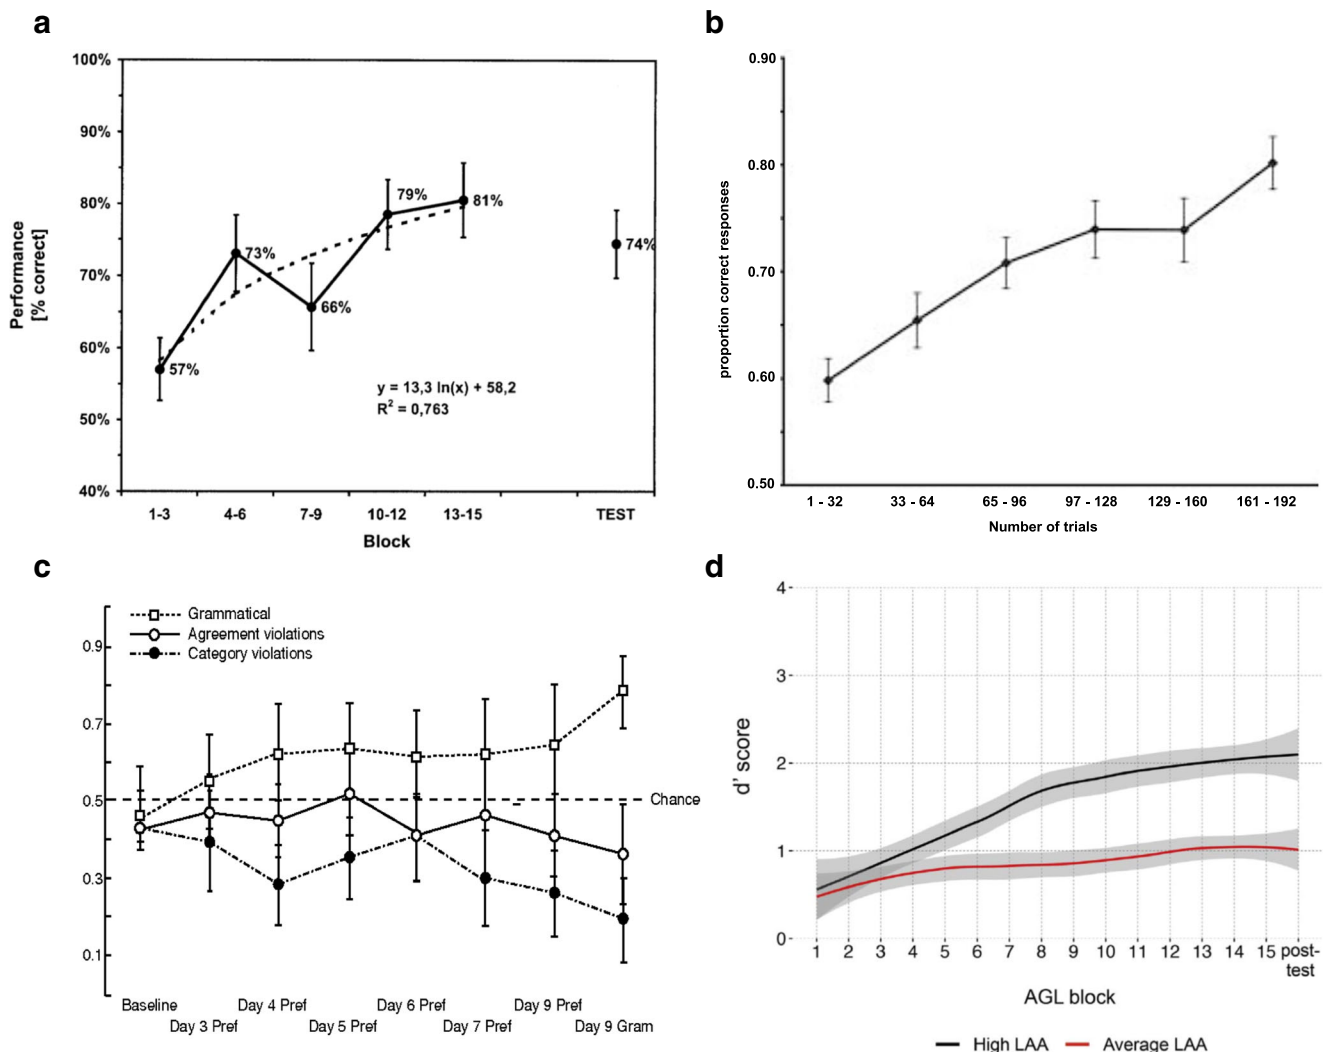 a
100%
90%
80%
70%
60%
50%
40%
Performance
[% correct]
57%
73%
66%
79%
81%
74%
y = 13,3 ln(x) + 58,2
R² = 0,763
1-3 4-6 7-9 10-12 13-15 TEST
Block
b
0.90
0.80
0.70
0.60
0.50
proportion correct responses
1 - 32 33 - 64 65 - 96 97 - 128 129 - 160 161 - 192
Number of trials
c
Grammatical
Agreement violations
Category violations
0.9
0.7
0.5
0.3
0.1
Chance
Baseline Day 4 Pref Day 6 Pref Day 9 Pref
Day 3 Pref Day 5 Pref Day 7 Pref Day 9 Gram
d
4
3
2
1
0
d' score
1 2 3 4 5 6 7 8 9 10 11 12 13 14 15 post-
test
AGL block
High LAA Average LAA